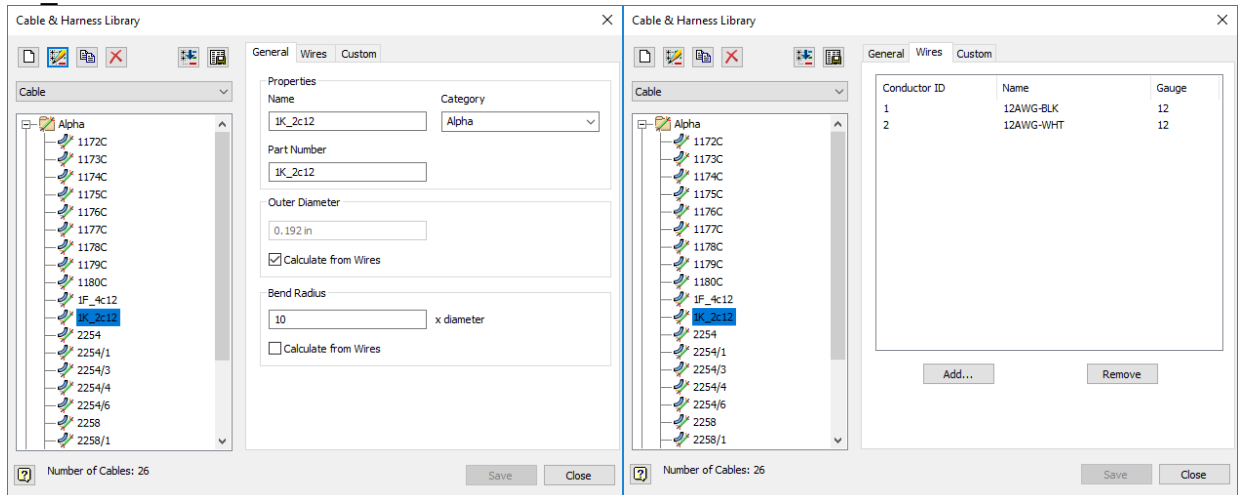 Cable & Harness Library
Cable
Alpha
1172C
1173C
1174C
1175C
1176C
1177C
1178C
1179C
1180C
1F_4c12
1K_2c12
2254
2254/1
2254/3
2254/4
2254/6
2258
2258/1
Number of Cables: 26
General Wires Custom
Properties
Name Category
1K_2c12 Alpha
Part Number
1K_2c12
Outer Diameter
0.192 in
Calculate from Wires
Bend Radius
10 x diameter
Calculate from Wires
Save Close
Cable & Harness Library
Cable
Alpha
1172C
1173C
1174C
1175C
1176C
1177C
1178C
1179C
1180C
1F_4c12
1K_2c12
2254
2254/1
2254/3
2254/4
2254/6
2258
2258/1
Number of Cables: 26
General Wires Custom
Conductor ID Name Gauge
1 12AWG-BLK 12
2 12AWG-WHT 12
Add... Remove
Save Close